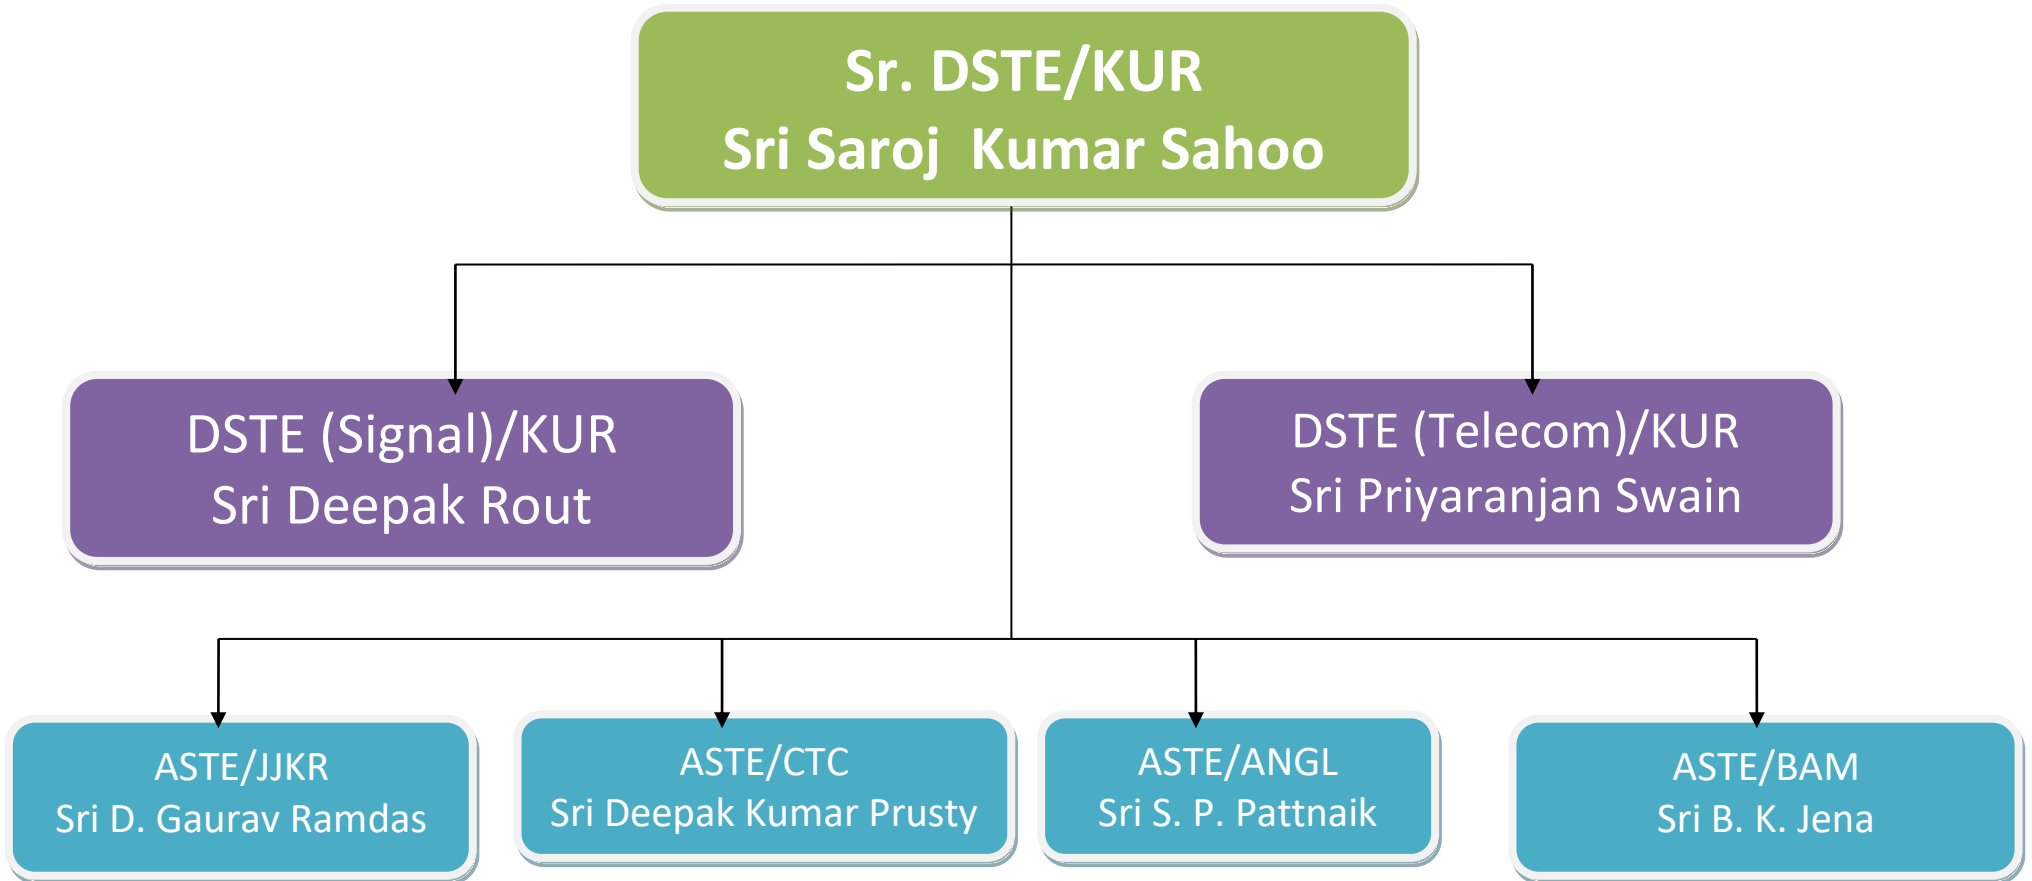 Sr. DSTE/KUR
Sri Saroj  Kumar Sahoo
DSTE (Signal)/KUR
Sri Deepak Rout
DSTE (Telecom)/KUR
Sri Priyaranjan Swain
ASTE/JJKR
Sri D. Gaurav Ramdas
ASTE/CTC
Sri Deepak Kumar Prusty
ASTE/ANGL
Sri S. P. Pattnaik
ASTE/BAM
Sri B. K. Jena